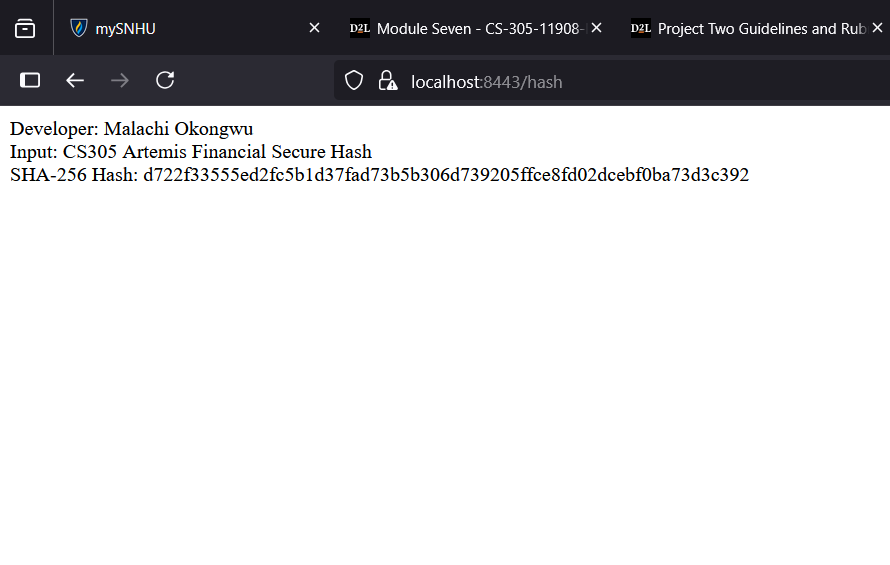 mySNHU
D2L Module Seven - CS-305-11908-
D2L Project Two Guidelines and Rub
localhost:8443/hash
Developer: Malachi Okongwu
Input: CS305 Artemis Financial Secure Hash
SHA-256 Hash: d722f33555ed2fc5b1d37fad73b5b306d739205ffce8fd02dcebf0ba73d3c392